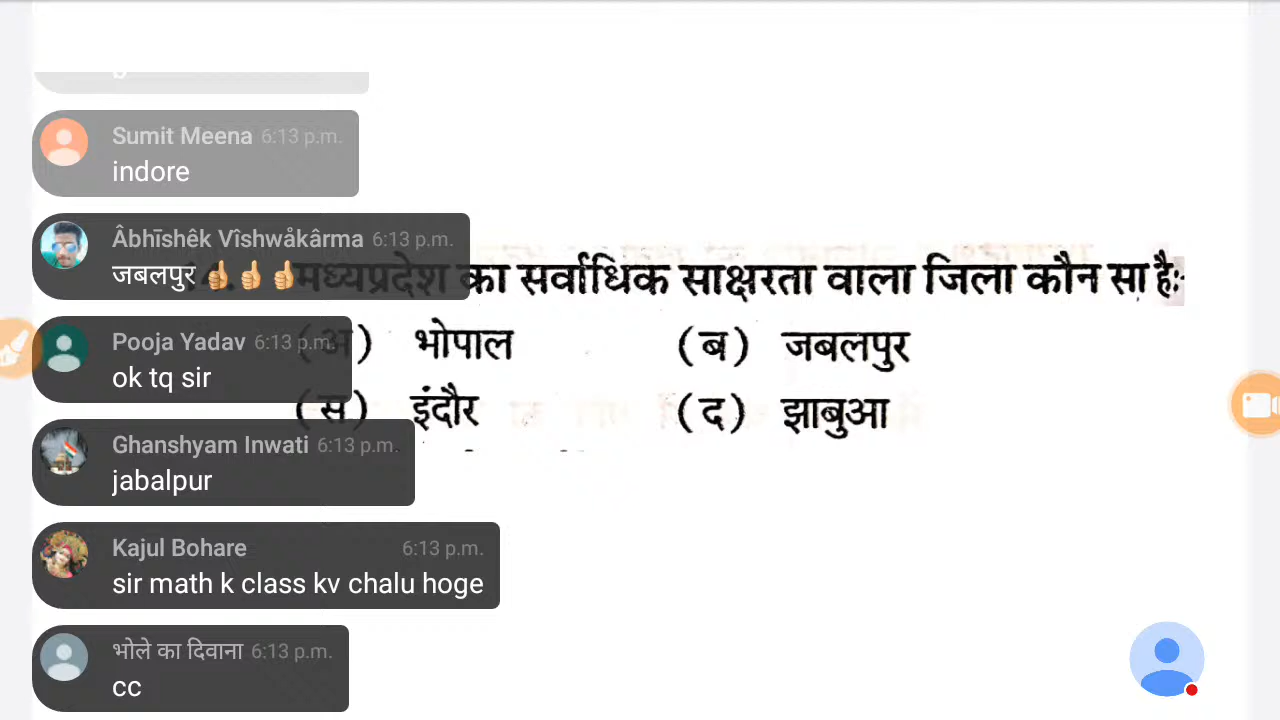 Sumit Meena 6:13 p.m.
indore
Âbhīshêk Vîshwåkârma 6:13 p.m.
जबलपुर 👍👍👍
मध्यप्रदेश का सर्वाधिक साक्षरता वाला जिला कौन सा है:-
Pooja Yadav 6:13 p.m.
ok tq sir
(अ) भोपाल (ब) जबलपुर
(स) इंदौर (द) झाबुआ
Ghanshyam Inwati 6:13 p.m.
jabalpur
Kajul Bohare 6:13 p.m.
sir math k class kv chalu hoge
भोले का दिवाना 6:13 p.m.
cc